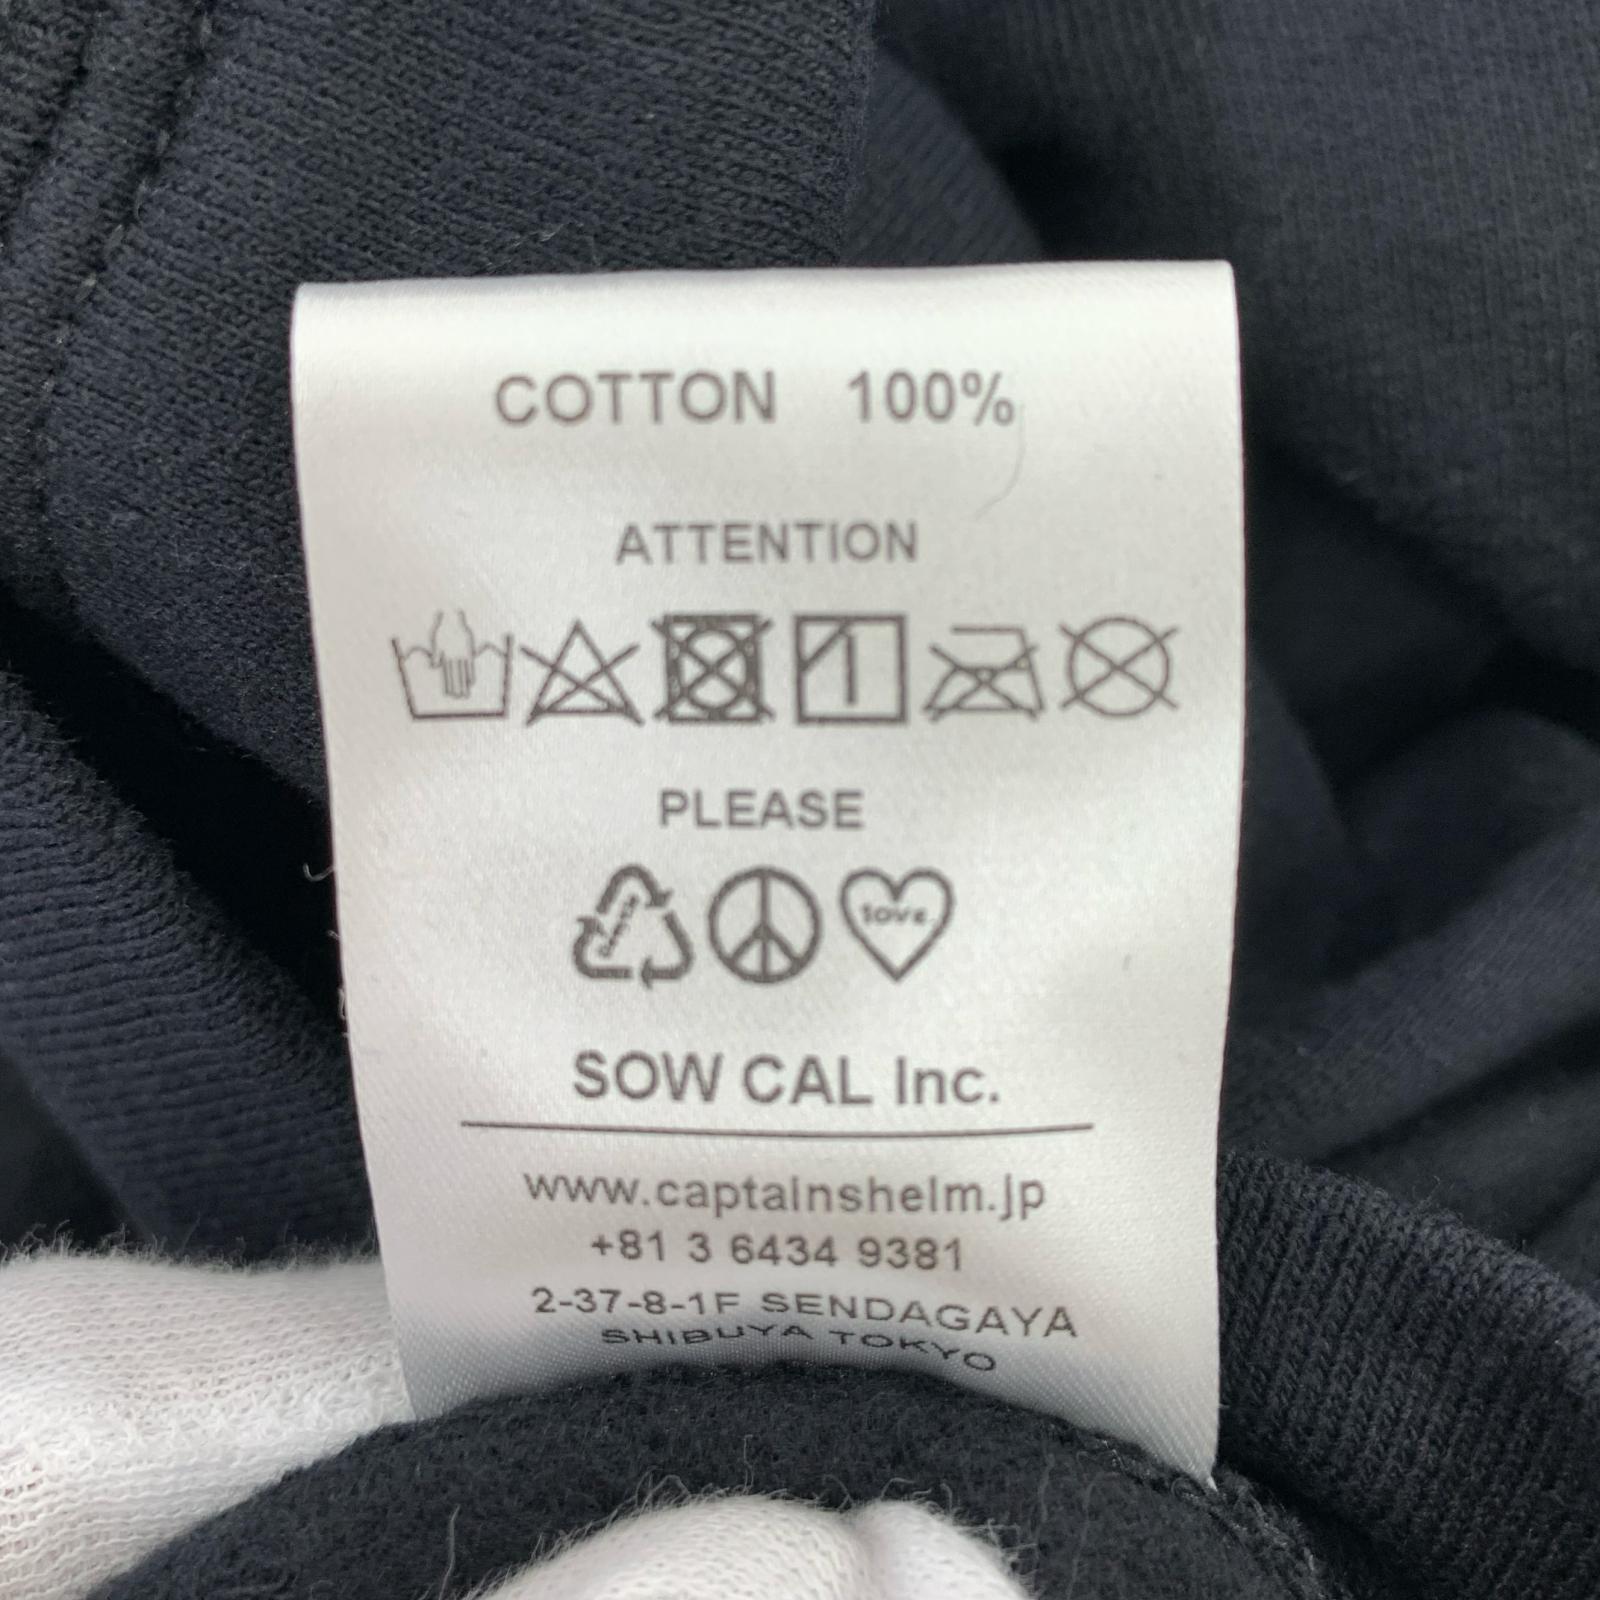 COTTON 100%
ATTENTION
PLEASE
love
SOW CAL Inc.
www.captainshelm.jp
+81 3 6434 9381
2-37-8-1F SENDAGAYA
SHIBUYA TOKYO